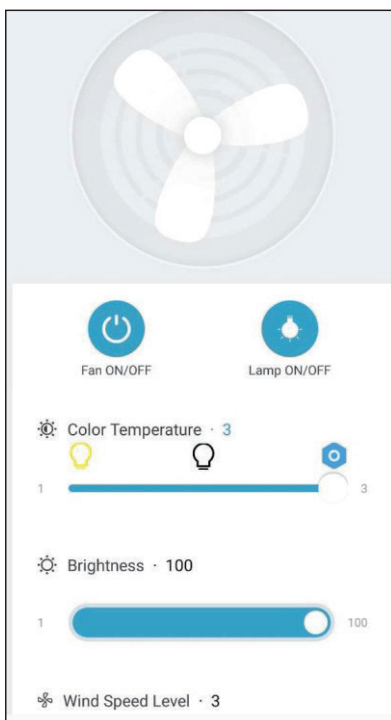 Fan ON/OFF Lamp ON/OFF
Color Temperature · 3
1 3
Brightness · 100
1 100
Wind Speed Level · 3